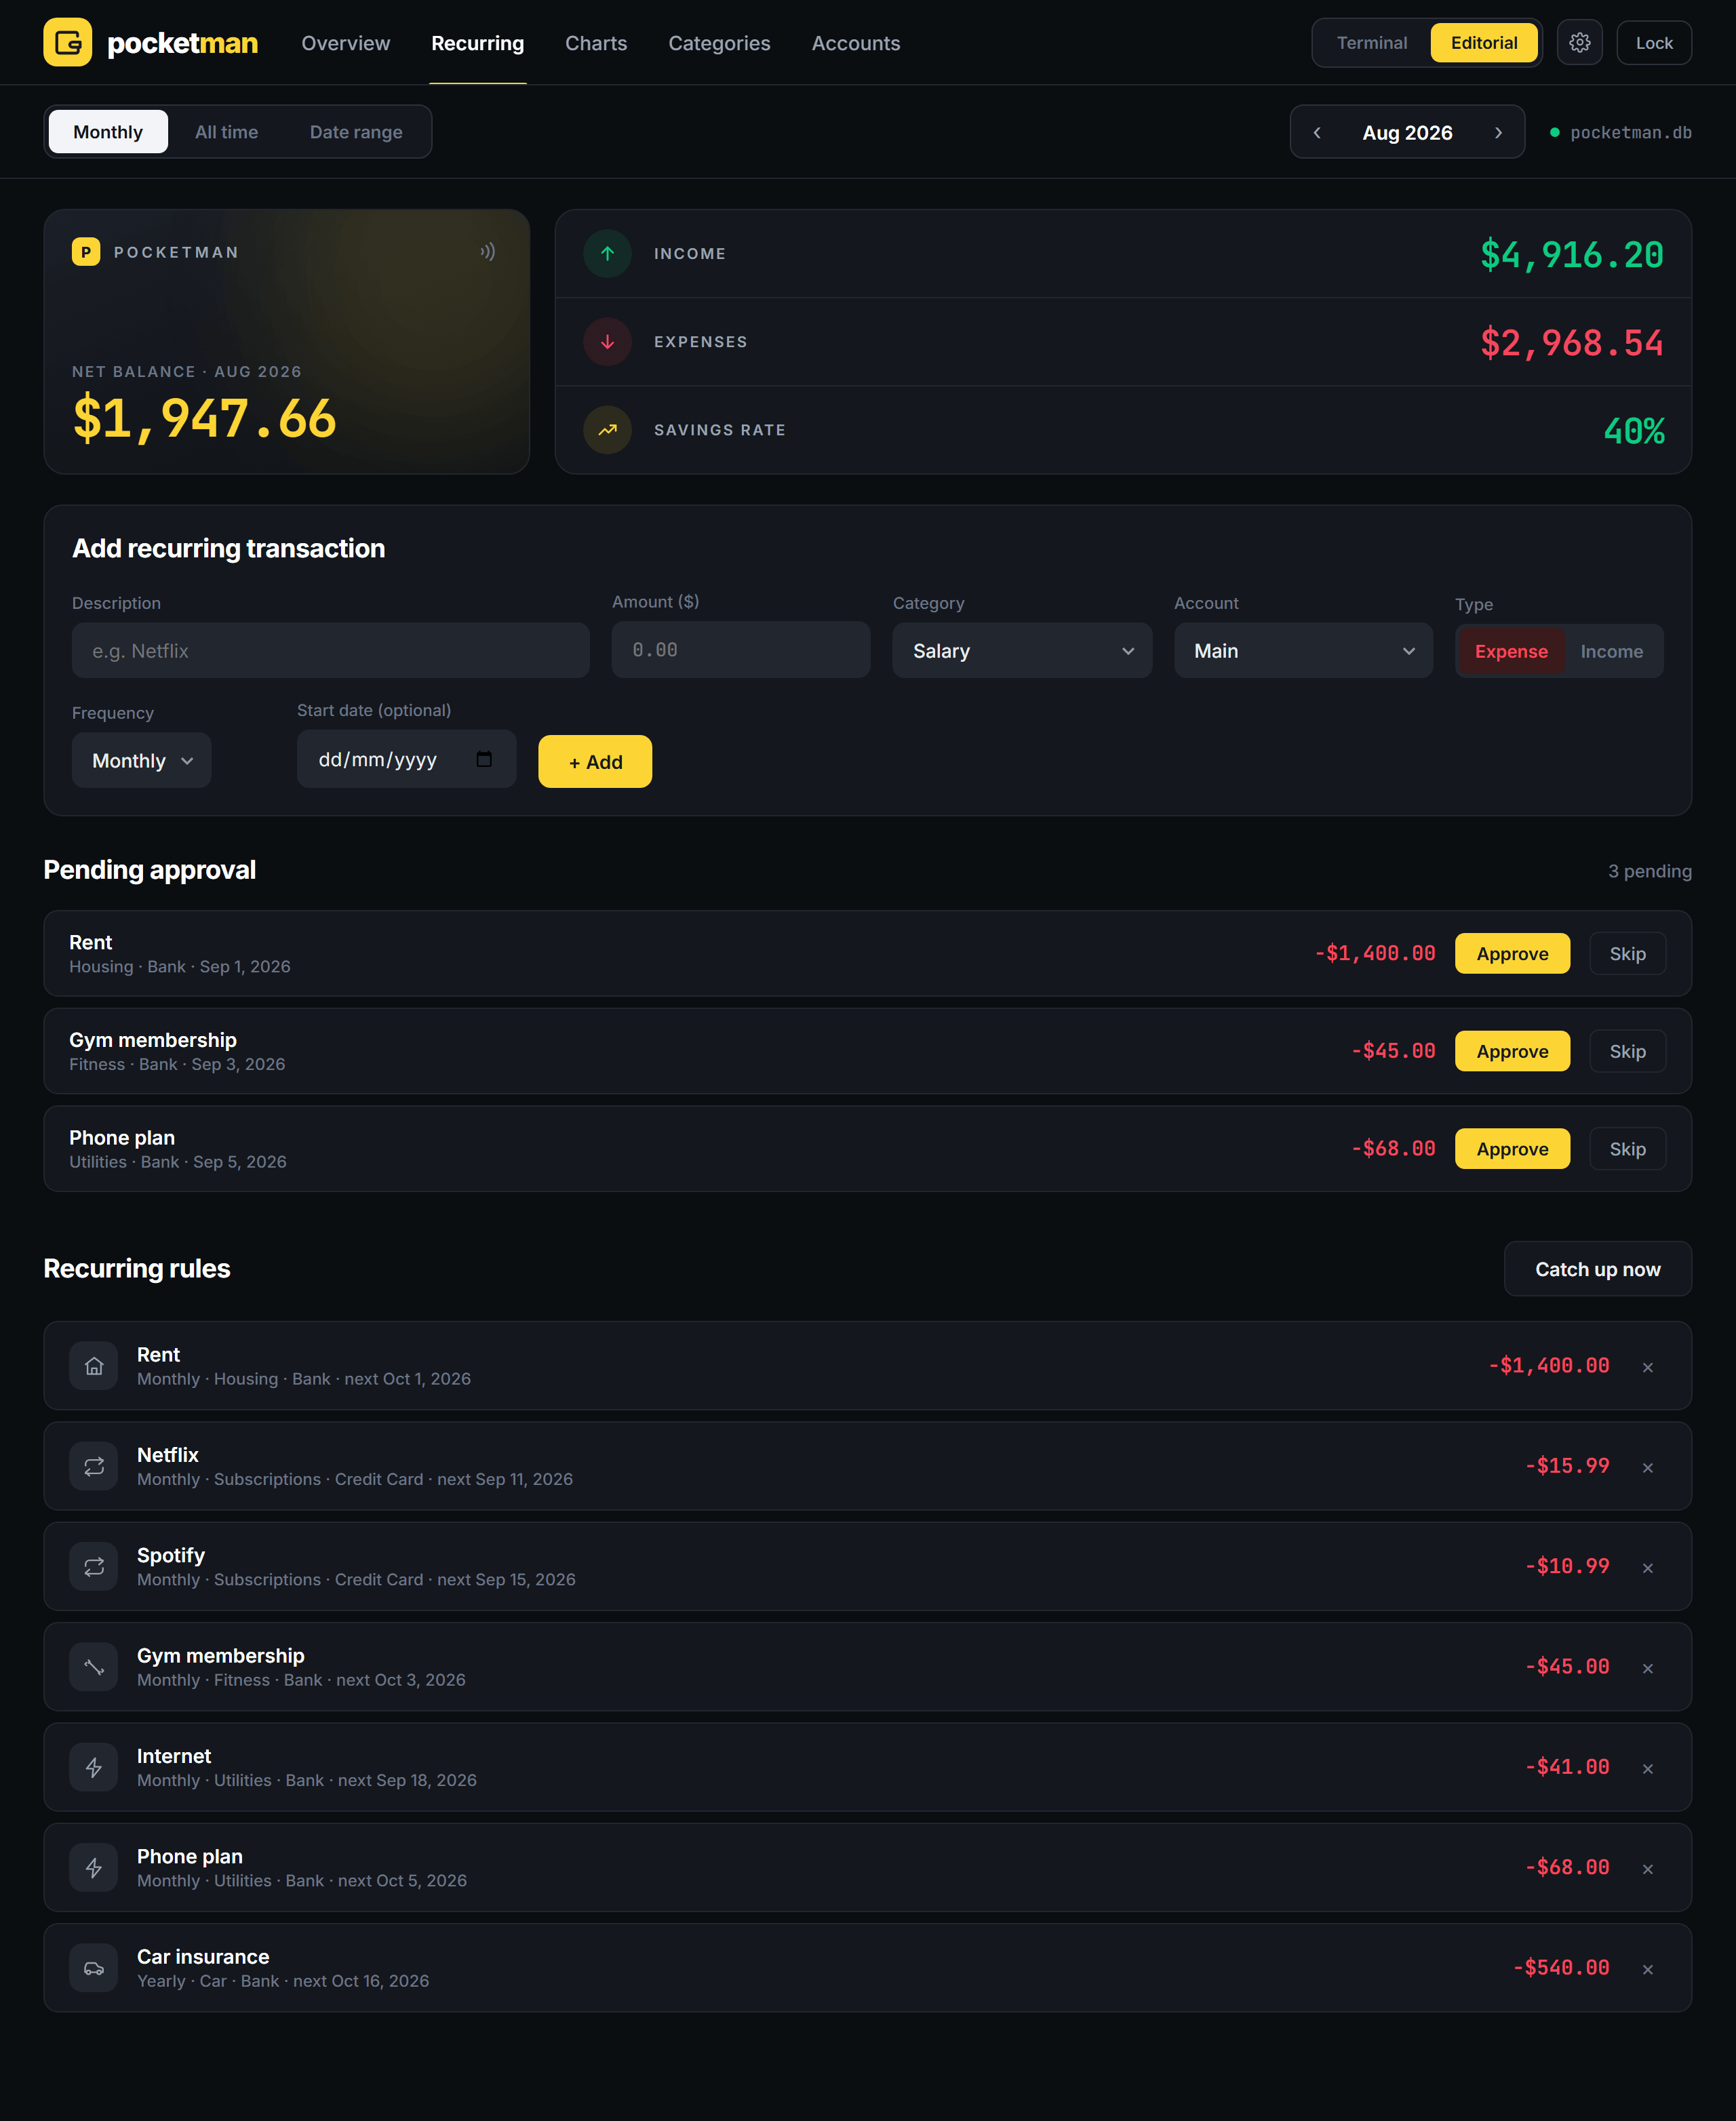 pocketman Overview Recurring Charts Categories Accounts Terminal Editorial Lock
Monthly All time Date range ‹ Aug 2026 › pocketman.db
P POCKETMAN
NET BALANCE · AUG 2026
$1,947.66
INCOME $4,916.20
EXPENSES $2,968.54
SAVINGS RATE 40%
Add recurring transaction
Description Amount ($) Category Account Type
e.g. Netflix 0.00 Salary Main Expense Income
Frequency Start date (optional)
Monthly dd/mm/yyyy + Add
Pending approval 3 pending
Rent
Housing · Bank · Sep 1, 2026
-$1,400.00 Approve Skip
Gym membership
Fitness · Bank · Sep 3, 2026
-$45.00 Approve Skip
Phone plan
Utilities · Bank · Sep 5, 2026
-$68.00 Approve Skip
Recurring rules Catch up now
Rent
Monthly · Housing · Bank · next Oct 1, 2026
-$1,400.00 ×
Netflix
Monthly · Subscriptions · Credit Card · next Sep 11, 2026
-$15.99 ×
Spotify
Monthly · Subscriptions · Credit Card · next Sep 15, 2026
-$10.99 ×
Gym membership
Monthly · Fitness · Bank · next Oct 3, 2026
-$45.00 ×
Internet
Monthly · Utilities · Bank · next Sep 18, 2026
-$41.00 ×
Phone plan
Monthly · Utilities · Bank · next Oct 5, 2026
-$68.00 ×
Car insurance
Yearly · Car · Bank · next Oct 16, 2026
-$540.00 ×